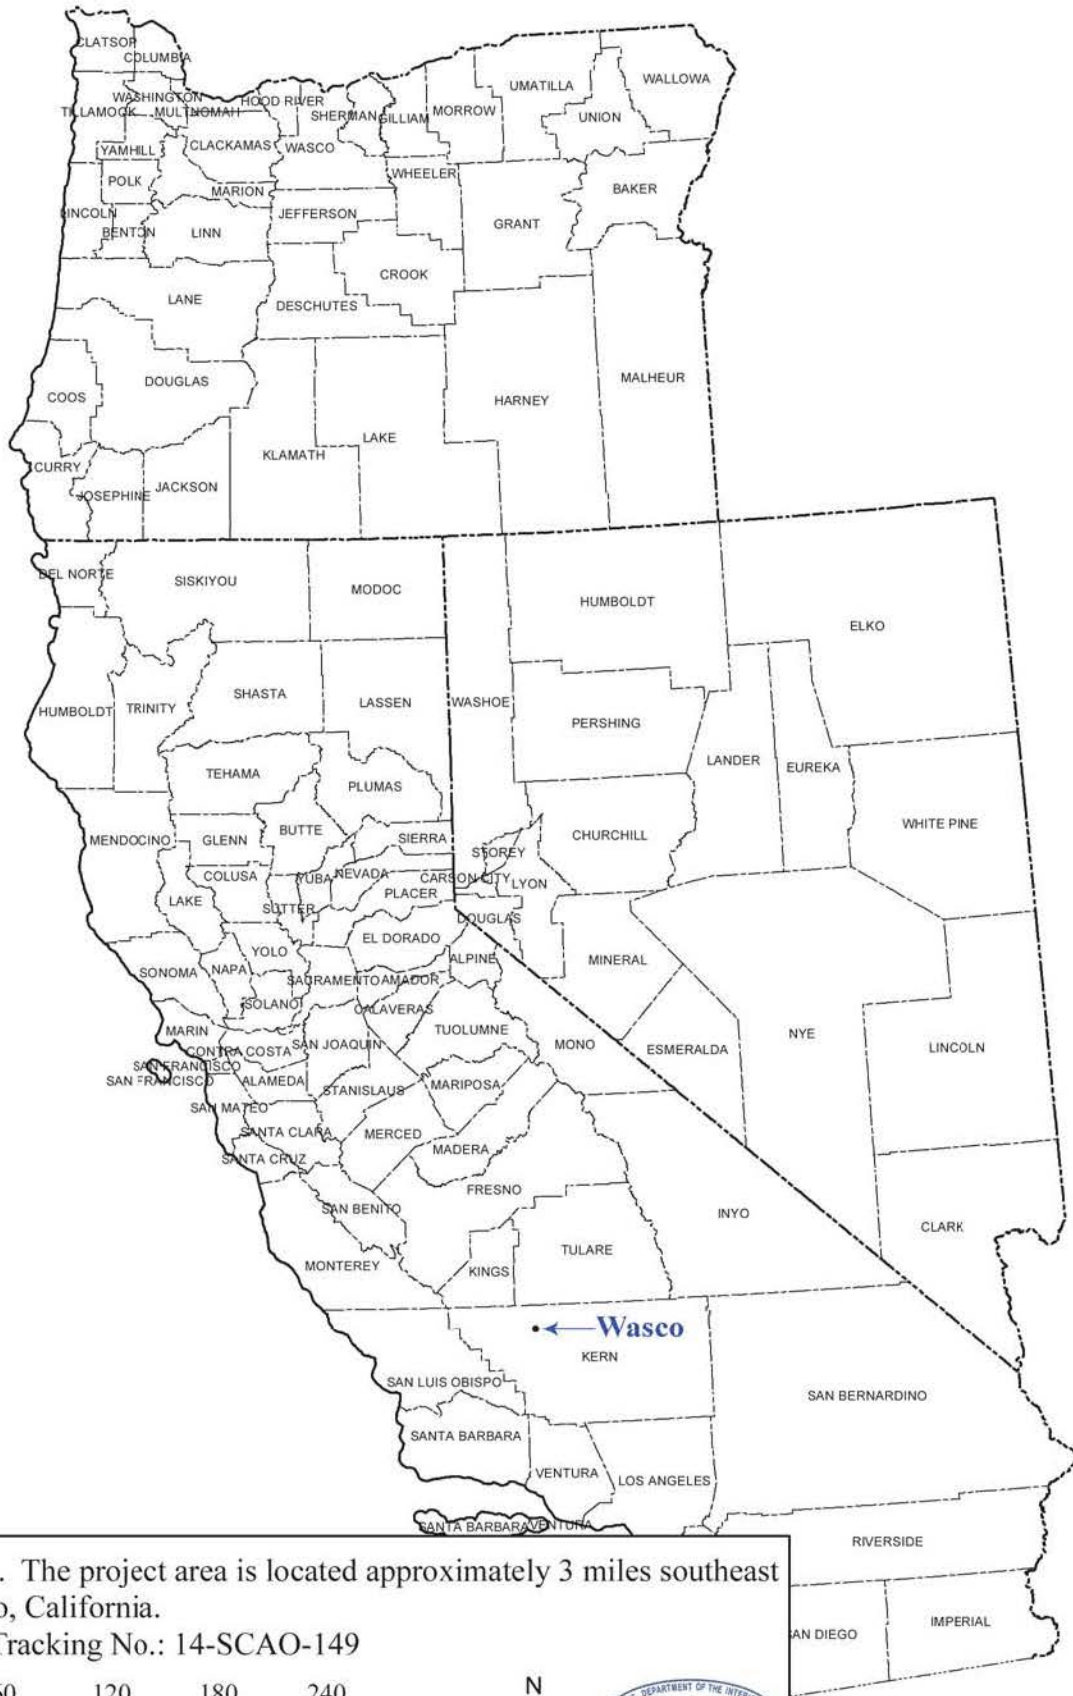 CLATSOP
COLUMBIA
WASHINGTON
HOOD RIVER
TILLAMOOK
MULTNOMAH
SHERMAN
GILLIAM
MORROW
UMATILLA
UNION
WALLOWA
YAMHILL
CLACKAMAS
WASCO
WHEELER
POLK
MARION
BAKER
LINCOLN
BENTON
LINN
JEFFERSON
GRANT
CROOK
LANE
DESCHUTES
DOUGLAS
COOS
MALHEUR
HARNEY
LAKE
KLAMATH
CURRY
JOSEPHINE
JACKSON
DEL NORTE
SISKIYOU
MODOC
HUMBOLDT
ELKO
HUMBOLDT
TRINITY
SHASTA
LASSEN
WASHOE
PERSHING
LANDER
EUREKA
TEHAMA
PLUMAS
WHITE PINE
MENDOCINO
GLENN
BUTTE
SIERRA
CHURCHILL
STOREY
COLUSA
YUBA
NEVADA
CARSON CITY
LYON
LAKE
SUTTER
PLACER
DOUGLAS
EL DORADO
YOLO
ALPINE
MINERAL
SONOMA
NAPA
SACRAMENTO
AMADOR
SOLANO
CALAVERAS
MARIN
TUOLUMNE
NYE
CONTRA COSTA
SAN JOAQUIN
MONO
ESMERALDA
LINCOLN
SAN FRANCISCO
SAN FRANCISCO
ALAMEDA
STANISLAUS
MARIPOSA
SAN MATEO
SANTA CLARA
MERCED
MADERA
SANTA CRUZ
FRESNO
SAN BENITO
INYO
CLARK
TULARE
MONTEREY
KINGS
Wasco
KERN
SAN LUIS OBISPO
SAN BERNARDINO
SANTA BARBARA
VENTURA
LOS ANGELES
SANTA BARBARA
VENTURA
RIVERSIDE
. The project area is located approximately 3 miles southeast
o, California.
Tracking No.: 14-SCAO-149
SAN DIEGO
IMPERIAL
60 120 180 240
N
DEPARTMENT OF THE INTER